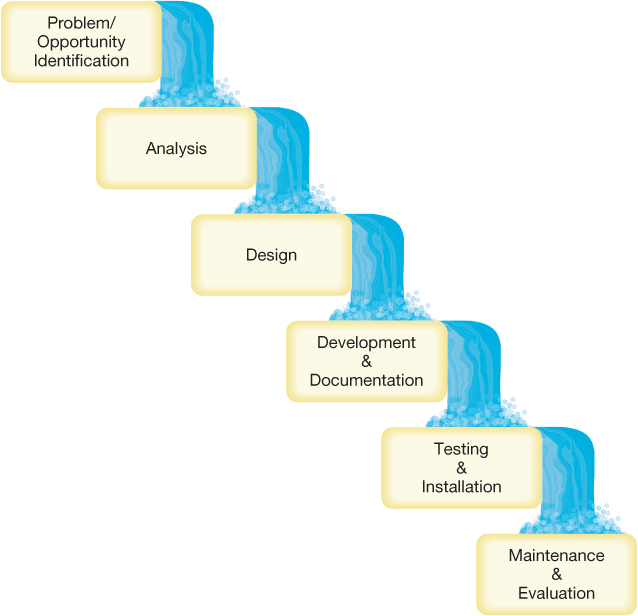 Problem/
Opportunity
Identification
Analysis
Design
Development
&
Documentation
Testing
&
Installation
Maintenance
&
Evaluation